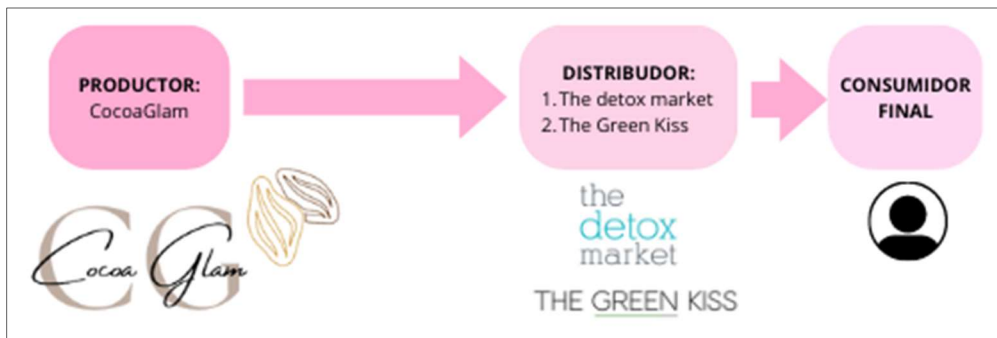 PRODUCTOR:
CocoaGlam
DISTRIBUDOR:
1. The detox market
2. The Green Kiss
CONSUMIDOR
FINAL
CG
Cocoa Glam
the
detox
market
THE GREEN KISS